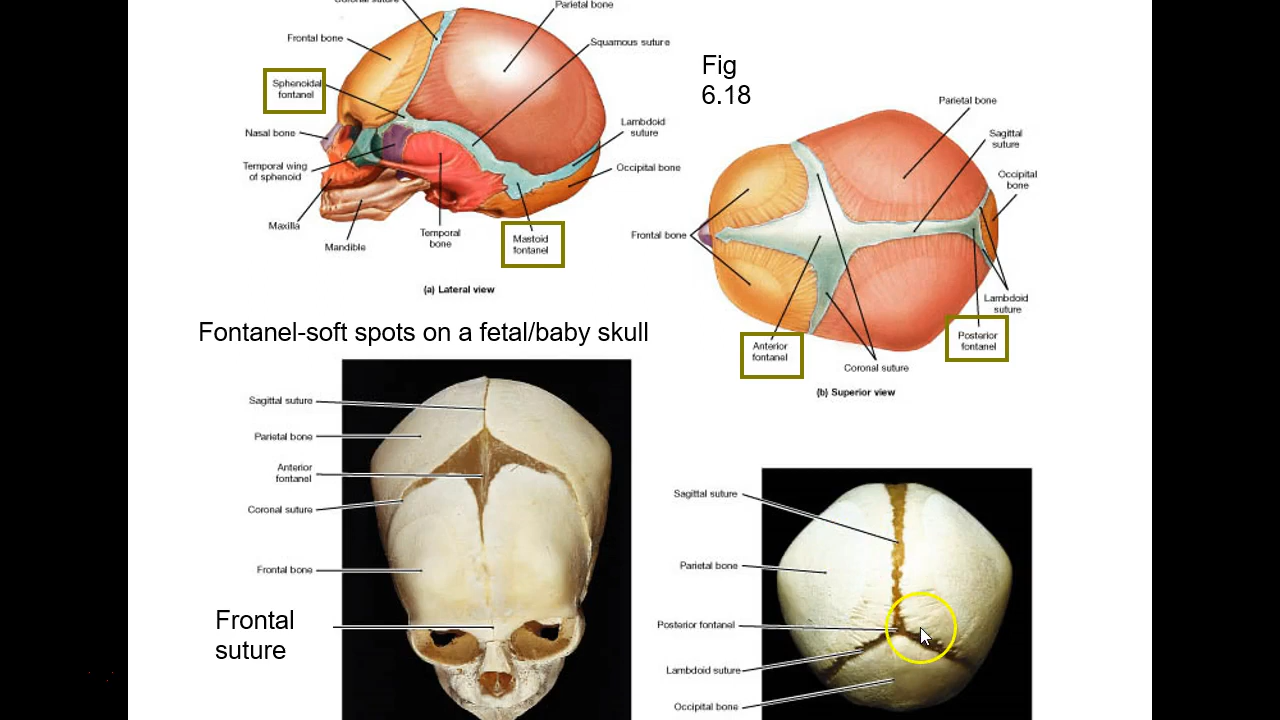 Coronal suture
Parietal bone
Frontal bone
Squamous suture
Sphenoidal
fontanel
Nasal bone
Lambdoid
suture
Temporal wing
of sphenoid
Occipital bone
Maxilla
Mandible
Temporal
bone
Mastoid
fontanel
(a) Lateral view
Fig
6.18
Parietal bone
Sagittal
suture
Occipital
bone
Frontal bone
Lambdoid
suture
Anterior
fontanel
Posterior
fontanel
Coronal suture
(b) Superior view
Fontanel-soft spots on a fetal/baby skull
Sagittal suture
Parietal bone
Anterior
fontanel
Coronal suture
Frontal bone
Frontal
suture
Sagittal suture
Parietal bone
Posterior fontanel
Lambdoid suture
Occipital bone